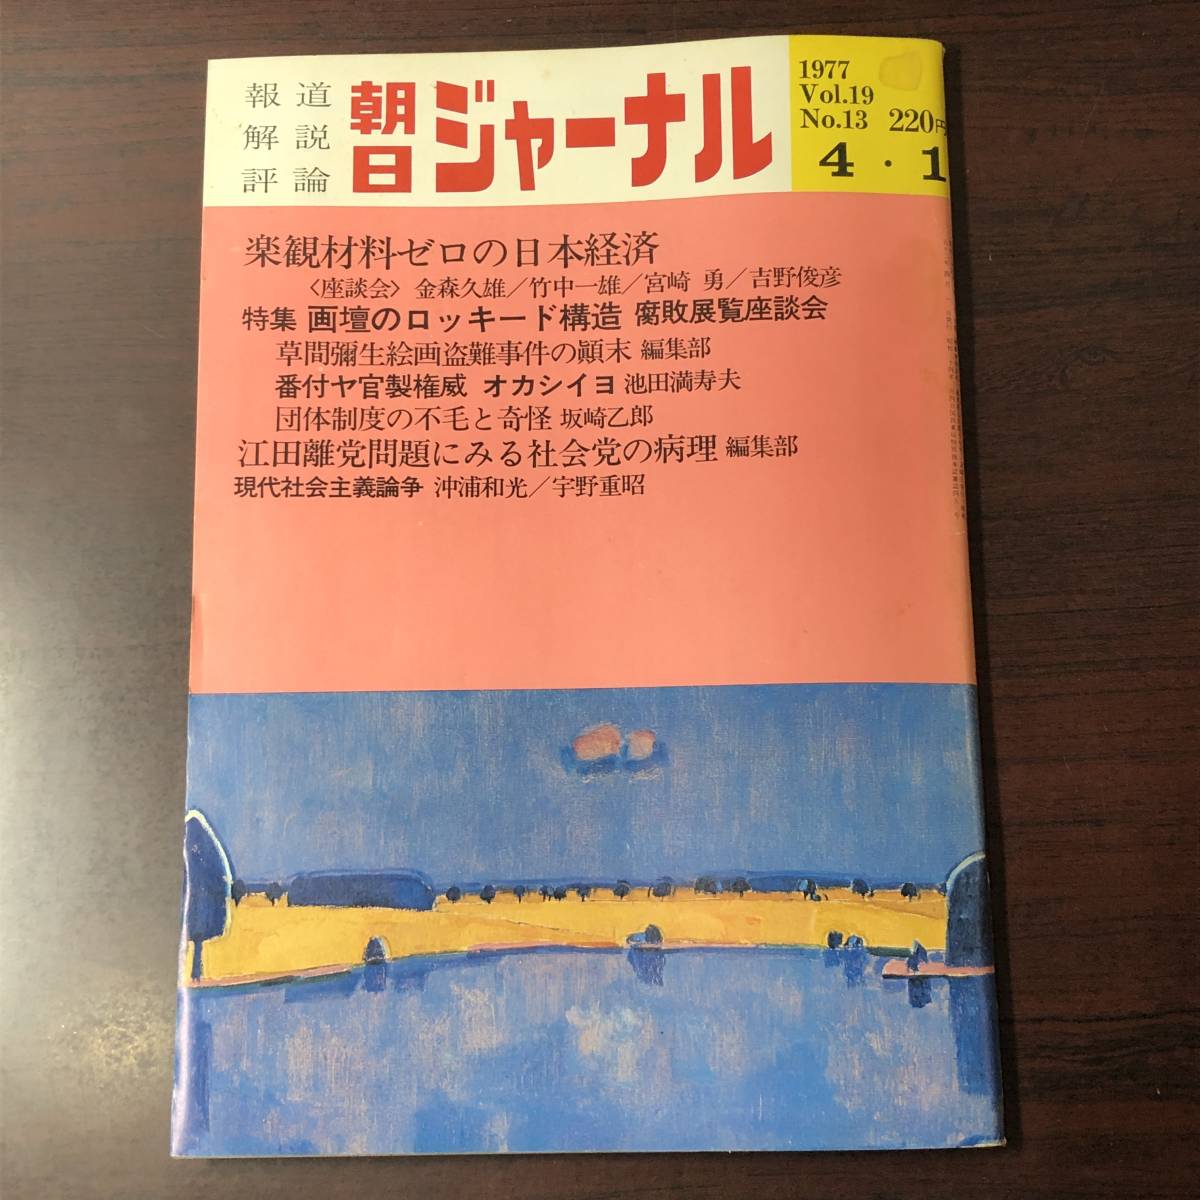 報道
解説
評論
朝日ジャーナル
1977
Vol.19
No.13 220円
4・1
楽観材料ゼロの日本経済
〈座談会〉金森久雄／竹中一雄／宮崎 勇／吉野俊彦
特集 画壇のロッキード構造 腐敗展覧座談会
草間彌生絵画盗難事件の顚末 編集部
番付ヤ官製権威 オカシイヨ 池田満寿夫
団体制度の不毛と奇怪 坂崎乙郎
江田離党問題にみる社会党の病理 編集部
現代社会主義論争 沖浦和光／宇野重昭